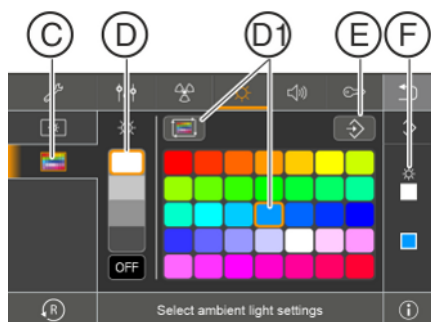 C D D1 E F
OFF
R
Select ambient light settings
i